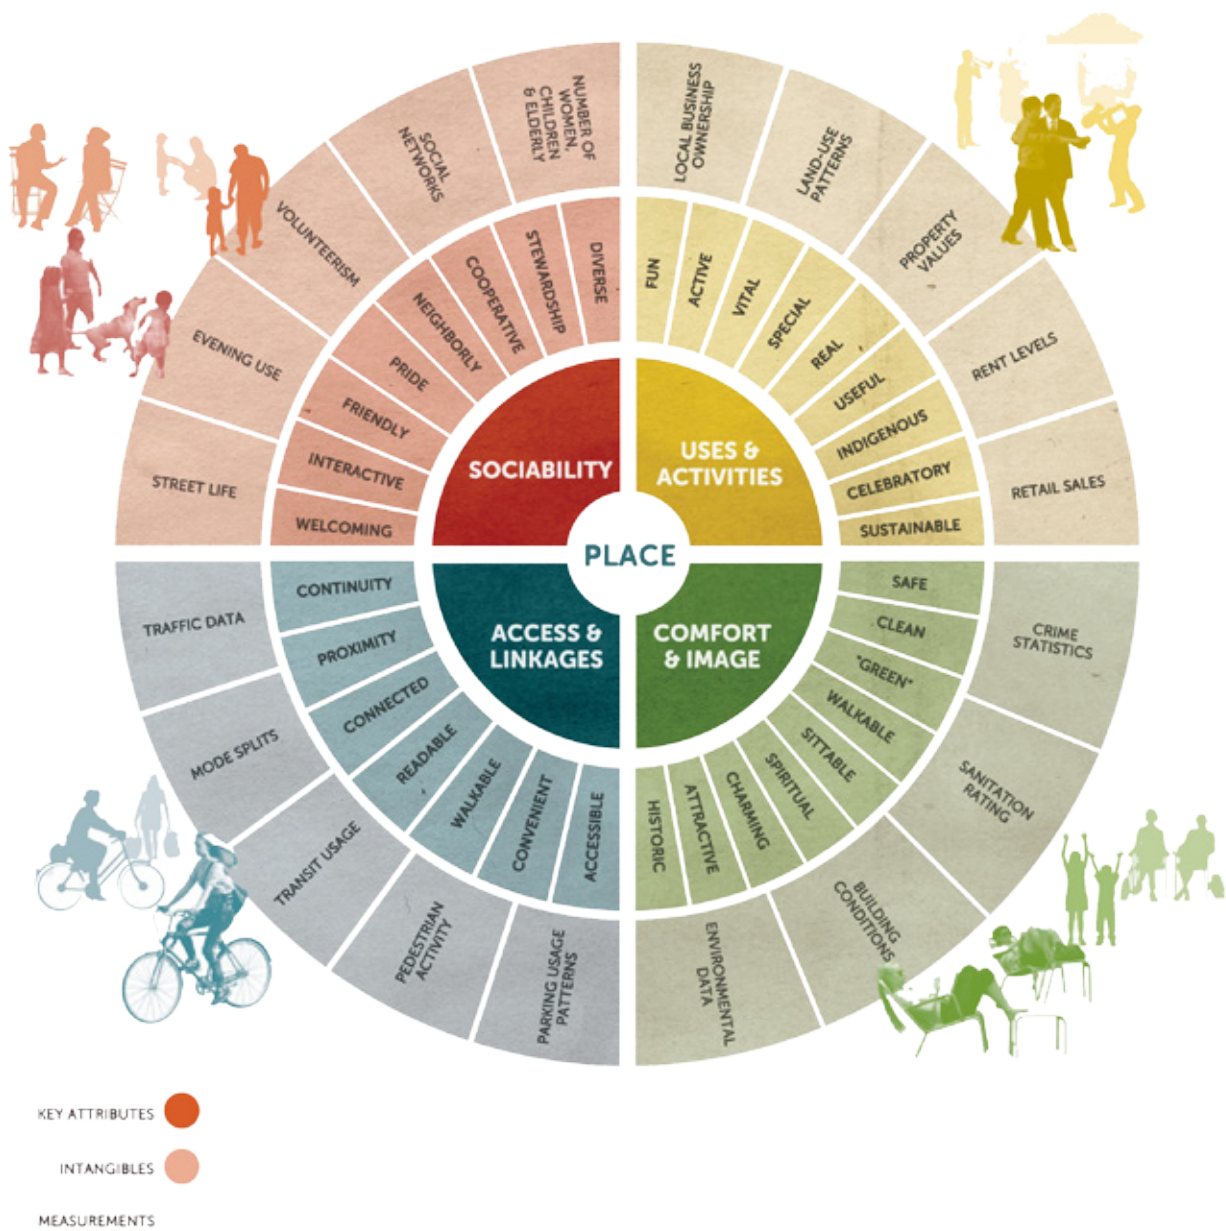 NUMBER OF
WOMEN,
CHILDREN
& ELDERLY
SOCIAL
NETWORKS
VOLUNTEERISM
EVENING USE
STREET LIFE
DIVERSE
STEWARDSHIP
COOPERATIVE
NEIGHBORLY
PRIDE
FRIENDLY
INTERACTIVE
WELCOMING
SOCIABILITY
LOCAL BUSINESS
OWNERSHIP
LAND-USE
PATTERNS
PROPERTY
VALUES
RENT LEVELS
RETAIL SALES
FUN
ACTIVE
VITAL
SPECIAL
REAL
USEFUL
INDIGENOUS
CELEBRATORY
SUSTAINABLE
USES &
ACTIVITIES
PLACE
ACCESS &
LINKAGES
CONTINUITY
PROXIMITY
CONNECTED
READABLE
WALKABLE
CONVENIENT
ACCESSIBLE
TRAFFIC DATA
MODE SPLITS
TRANSIT USAGE
PEDESTRIAN
ACTIVITY
PARKING USAGE
PATTERNS
COMFORT
& IMAGE
SAFE
CLEAN
"GREEN"
WALKABLE
SITTABLE
SPIRITUAL
CHARMING
ATTRACTIVE
HISTORIC
CRIME
STATISTICS
SANITATION
RATING
BUILDING
CONDITIONS
ENVIRONMENTAL
DATA
KEY ATTRIBUTES
INTANGIBLES
MEASUREMENTS